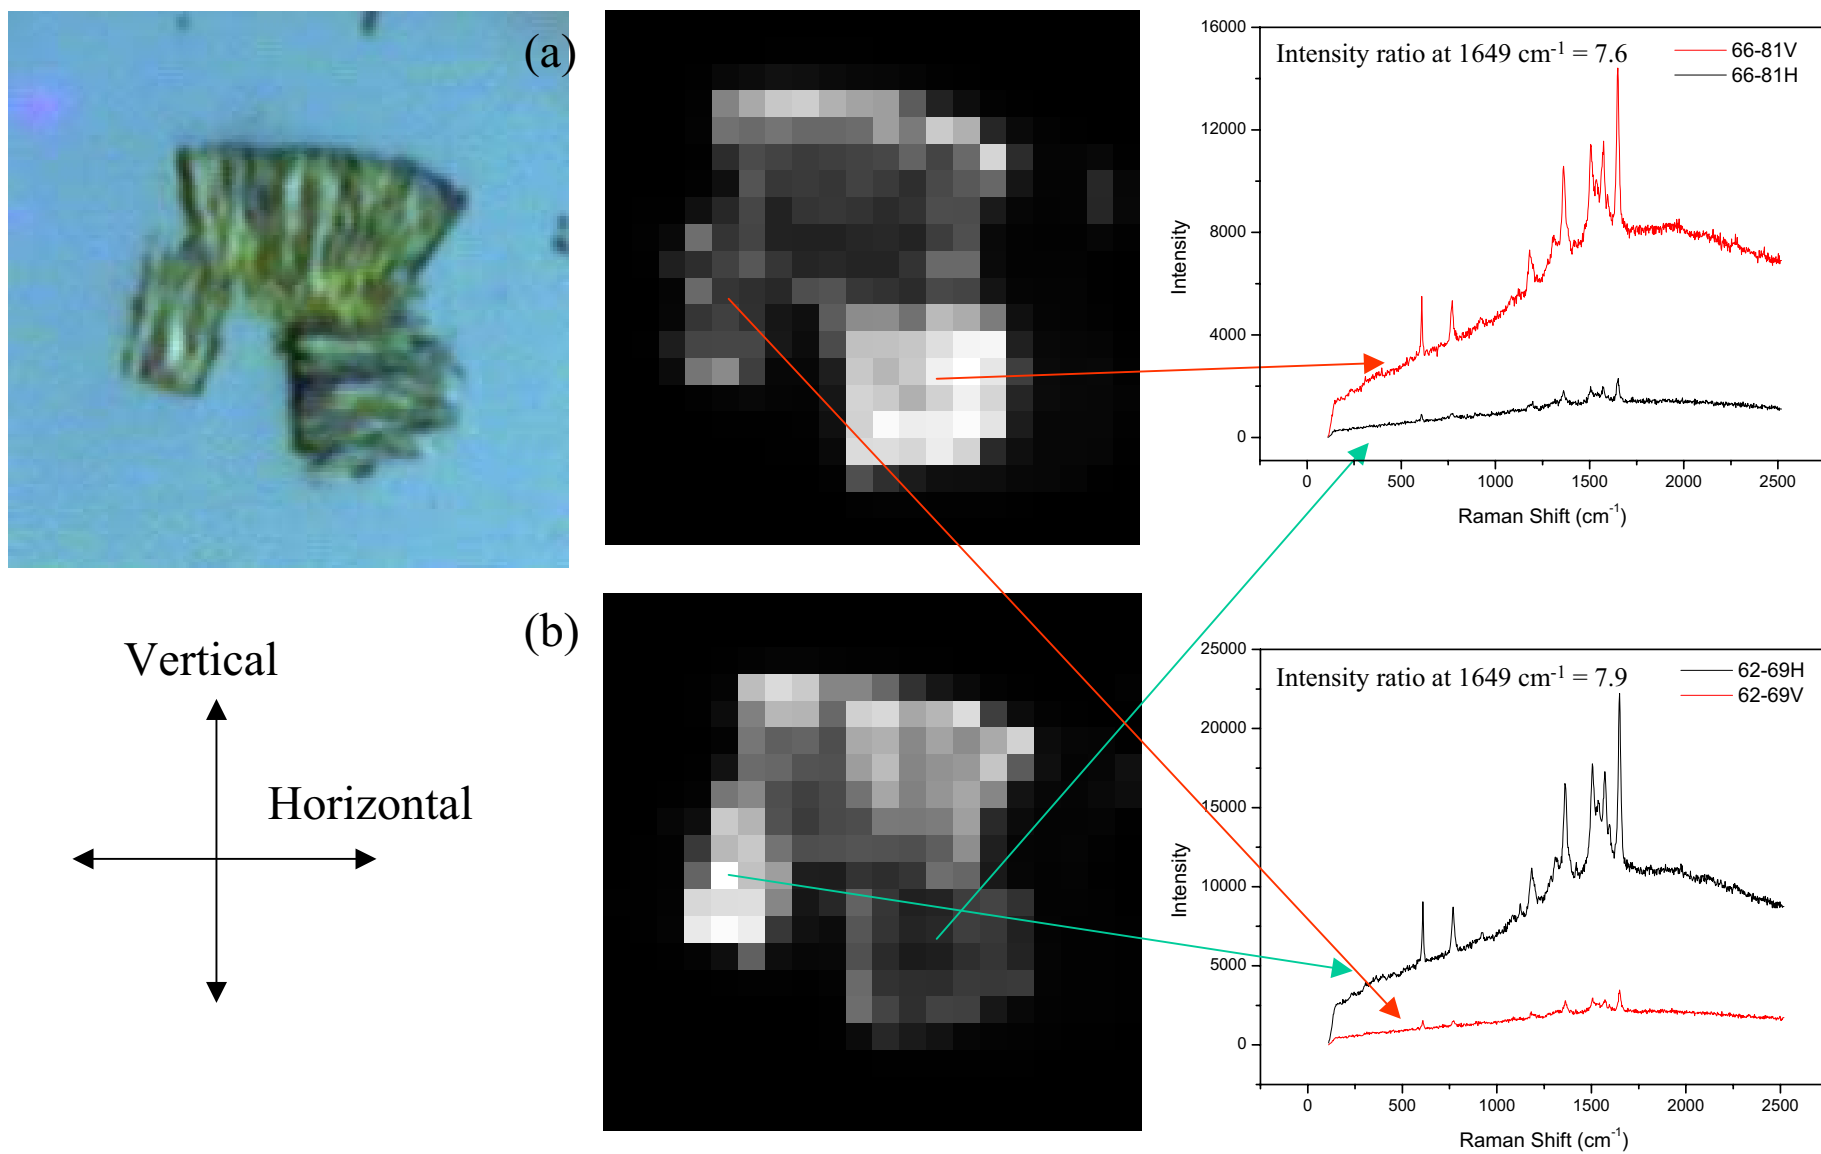 (a)
Intensity ratio at 1649 cm⁻¹ = 7.6
66-81V
66-81H
16000
12000
8000
4000
0
Intensity
0 500 1000 1500 2000 2500
Raman Shift (cm⁻¹)
(b)
Vertical
Horizontal
Intensity ratio at 1649 cm⁻¹ = 7.9
62-69H
62-69V
25000
20000
15000
10000
5000
0
Intensity
0 500 1000 1500 2000 2500
Raman Shift (cm⁻¹)